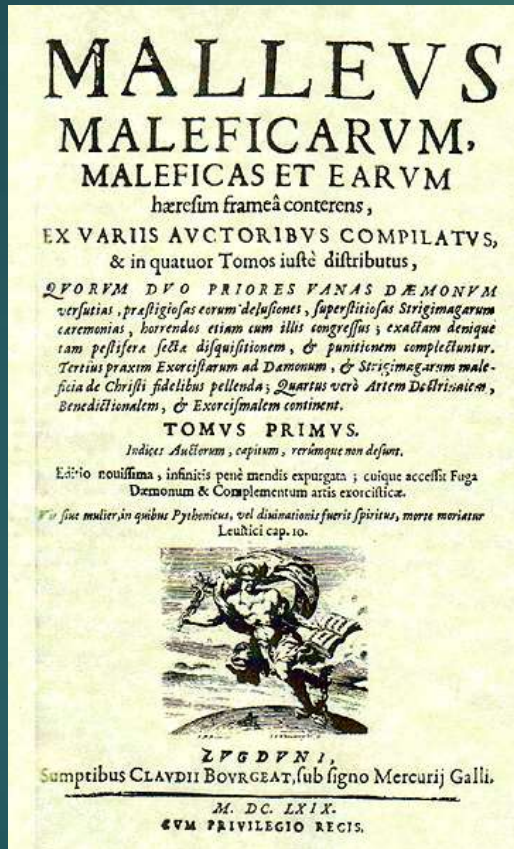 MALLEVS
MALEFICARVM,
MALEFICAS ET EARVM
hæresim frameâ conterens,
EX VARIIS AVCTORIBVS COMPILATVS,
& in quatuor Tomos iustè distributus,
QVORVM DVO PRIORES VANAS DÆMONVM
versutias, præstigiosas eorum delusiones, superstitiosas Strigimagarum
cæremonias, horrendos etiam cum illis congressus; exactam denique
tam pestiferæ sectæ disquisitionem, & punitionem complectuntur.
Tertius praxim Exorcistarum ad Dæmonum, & Strigimagarum male-
ficia de Christi fidelibus pellenda; Quartus verò Artem Doctrinalem,
Benedictionalem, & Exorcismalem continent.
TOMVS PRIMVS.
Indices Auctorum, capitum, rerúmque non desunt.
Editio nouissima, infinitis penè mendis expurgata; cuique accessit Fuga
Dæmonum & Complementum artis exorcisticæ.
Vir siue mulier, in quibus Pythonicus, vel diuinationis fuerit spiritus, morte moriatur
Leuitici cap. 10.
LVGDVNI,
Sumptibus CLAVDII BOVRGEAT, sub signo Mercurij Galli.
M. DC. LXIX.
CVM PRIVILEGIO REGIS.